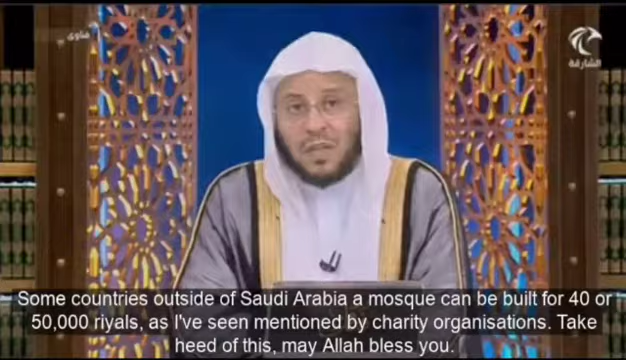 فتاوى
الشارقة
Some countries outside of Saudi Arabia a mosque can be built for 40 or
50,000 riyals, as I've seen mentioned by charity organisations. Take
heed of this, may Allah bless you.